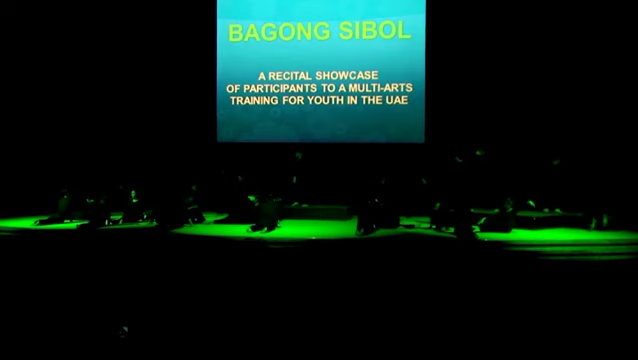 BAGONG SIBOL
A RECITAL SHOWCASE
OF PARTICIPANTS TO A MULTI-ARTS
TRAINING FOR YOUTH IN THE UAE